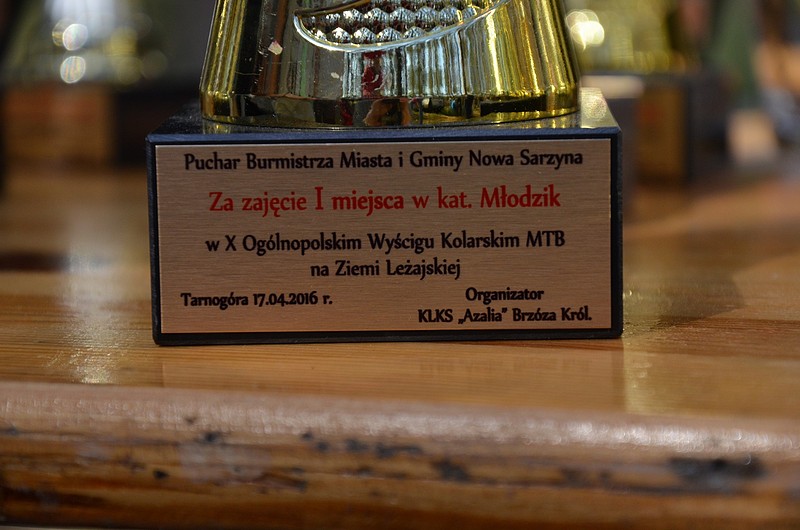 Puchar Burmistrza Miasta i Gminy Nowa Sarzyna
Za zajęcie I miejsca w kat. Młodzik
w X Ogólnopolskim Wyścigu Kolarskim MTB
na Ziemi Leżajskiej
Tarnogóra 17.04.2016 r.
Organizator
KLKS „Azalia” Brzóza Król.